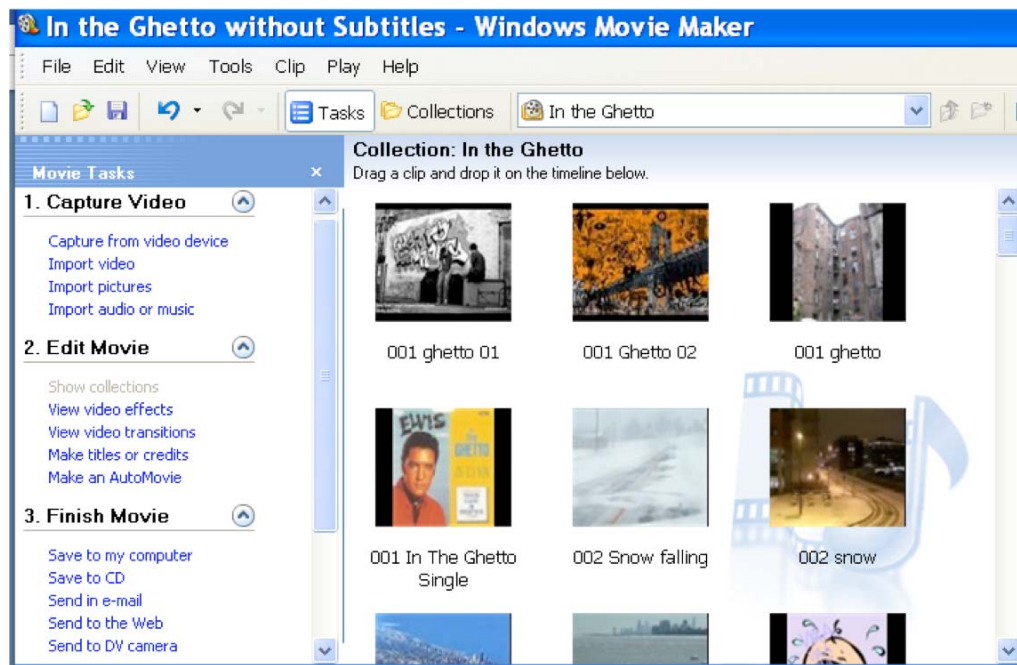 In the Ghetto without Subtitles - Windows Movie Maker
File Edit View Tools Clip Play Help
Tasks Collections In the Ghetto
Movie Tasks
Collection: In the Ghetto
Drag a clip and drop it on the timeline below.
1. Capture Video
Capture from video device
Import video
Import pictures
Import audio or music
2. Edit Movie
Show collections
View video effects
View video transitions
Make titles or credits
Make an AutoMovie
3. Finish Movie
Save to my computer
Save to CD
Send in e-mail
Send to the Web
Send to DV camera
001 ghetto 01
001 Ghetto 02
001 ghetto
ELVIS
GHETTO
001 In The Ghetto
Single
002 Snow falling
002 snow